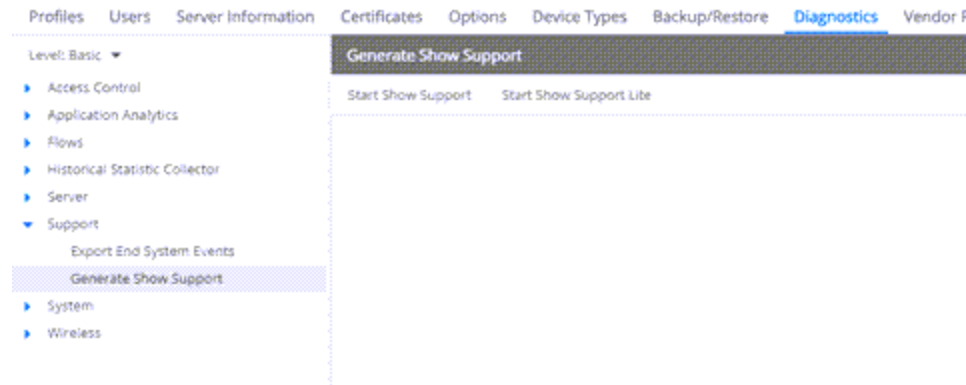 Profiles Users Server Information Certificates Options Device Types Backup/Restore Diagnostics Vendor
Level: Basic
Generate Show Support
Start Show Support Start Show Support Lite
Access Control
Application Analytics
Flows
Historical Statistic Collector
Server
Support
Export End System Events
Generate Show Support
System
Wireless